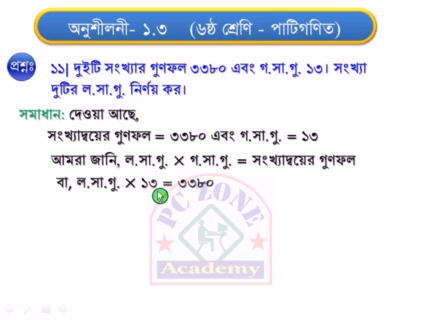 অনুশীলনী- ১.৩ (৬ষ্ঠ শ্রেণি - পাটিগণিত)
প্রশ্নঃ
১১| দুইটি সংখ্যার গুণফল ৩৩৮০ এবং গ.সা.গু. ১৩। সংখ্যা
দুটির ল.সা.গু. নির্ণয় কর।
সমাধান: দেওয়া আছে,
সংখ্যাদ্বয়ের গুণফল = ৩৩৮০ এবং গ.সা.গু. = ১৩
আমরা জানি, ল.সা.গু. × গ.সা.গু. = সংখ্যাদ্বয়ের গুণফল
বা, ল.সা.গু. × ১৩ = ৩৩৮০
PC ZONE
Academy